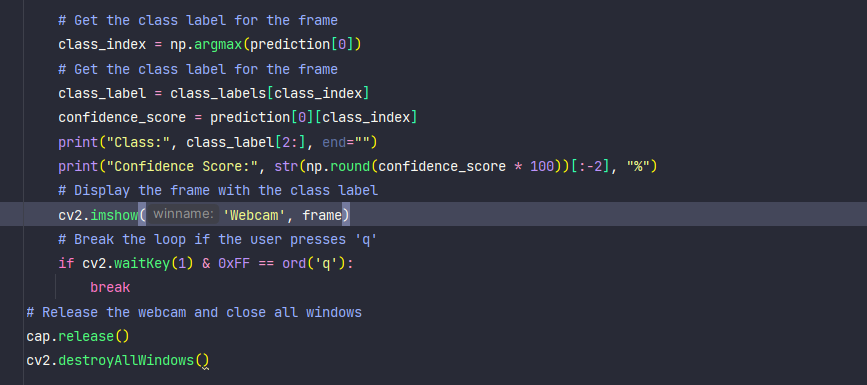 # Get the class label for the frame
class_index = np.argmax(prediction[0])
# Get the class label for the frame
class_label = class_labels[class_index]
confidence_score = prediction[0][class_index]
print("Class:", class_label[2:], end="")
print("Confidence Score:", str(np.round(confidence_score * 100))[:-2], "%")
# Display the frame with the class label
cv2.imshow( winname: 'Webcam', frame)
# Break the loop if the user presses 'q'
if cv2.waitKey(1) & 0xFF == ord('q'):
break
# Release the webcam and close all windows
cap.release()
cv2.destroyAllWindows()